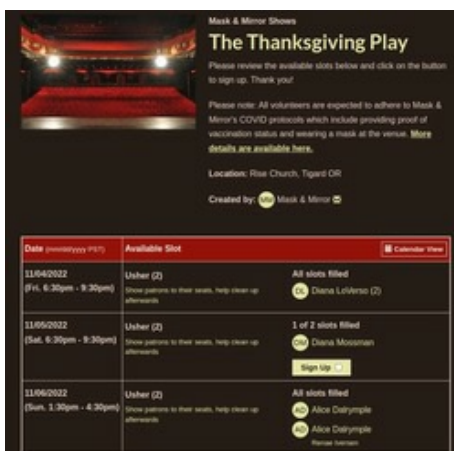 Mask & Mirror Shows
The Thanksgiving Play
Please review the available slots below and click on the button
to sign up. Thank you!
Please note: All volunteers are expected to adhere to Mask &
Mirror's COVID protocols which include providing proof of
vaccination status and wearing a mask at the venue. More
details are available here.
Location: Rise Church, Tigard OR
Created by: MM Mask & Mirror
Date (mm/dd/yyyy PST) Available Slot Calendar View
11/04/2022
(Fri. 6:30pm - 9:30pm)
Usher (2)
Show patrons to their seats, help clean up
afterwards
All slots filled
DL Diana LoVerso (2)
11/05/2022
(Sat. 6:30pm - 9:30pm)
Usher (2)
Show patrons to their seats, help clean up
afterwards
1 of 2 slots filled
DM Diana Mossman
Sign Up
11/06/2022
(Sun. 1:30pm - 4:30pm)
Usher (2)
Show patrons to their seats, help clean up
afterwards
All slots filled
AD Alice Dalrymple
AD Alice Dalrymple
Renae Iversen